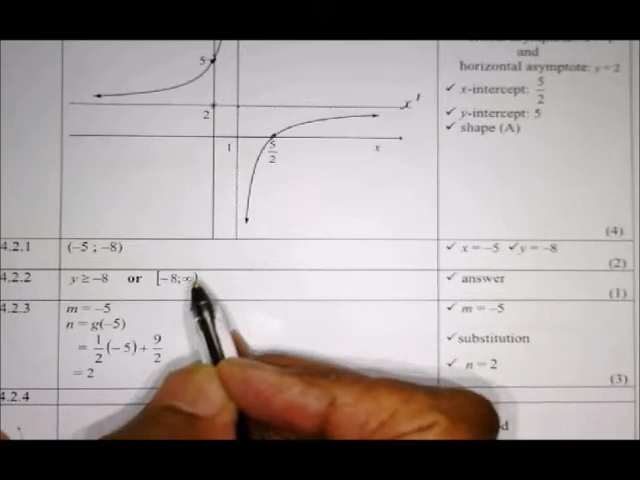 and
horizontal asymptote: y = 2
✓ x-intercept: 5/2
✓ y-intercept: 5
✓ shape (A)
(4)
5
2
x'
1
5/2
x
4.2.1 (−5 ; −8) ✓ x = −5 ✓ y = −8
(2)
4.2.2 y ≥ −8 or [−8;∞) ✓ answer
(1)
4.2.3 m = −5 ✓ m = −5
n = g(−5)
= 1/2(−5) + 9/2 ✓substitution
= 2 ✓ n = 2
(3)
4.2.4